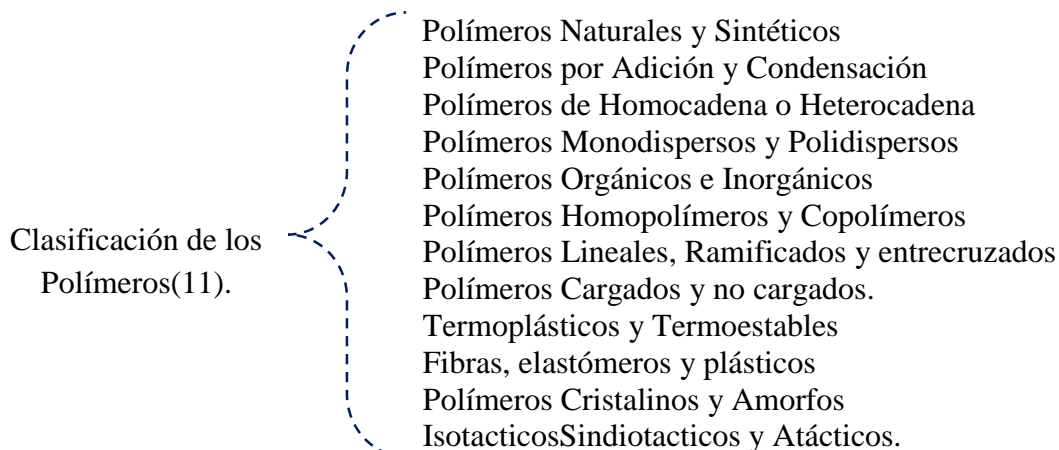 Clasificación de los
Polímeros(11).
Polímeros Naturales y Sintéticos
Polímeros por Adición y Condensación
Polímeros de Homocadena o Heterocadena
Polímeros Monodispersos y Polidispersos
Polímeros Orgánicos e Inorgánicos
Polímeros Homopolímeros y Copolímeros
Polímeros Lineales, Ramificados y entrecruzados
Polímeros Cargados y no cargados.
Termoplásticos y Termoestables
Fibras, elastómeros y plásticos
Polímeros Cristalinos y Amorfos
IsotacticosSindiotacticos y Atácticos.